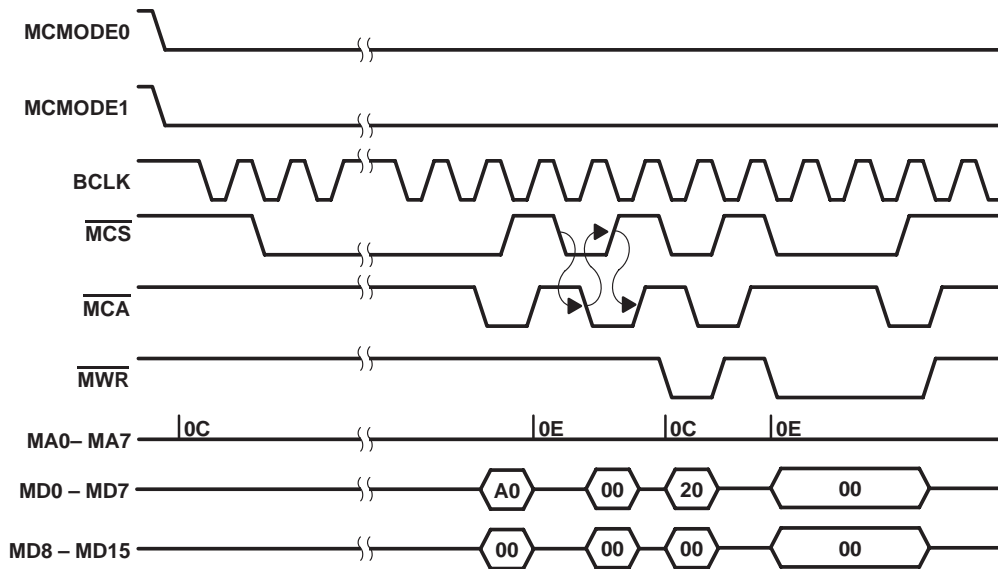 MCMODE0
MCMODE1
BCLK
MCS
MCA
MWR
MA0– MA7 0C 0E 0C 0E
MD0 – MD7 A0 00 20 00
MD8 – MD15 00 00 00 00